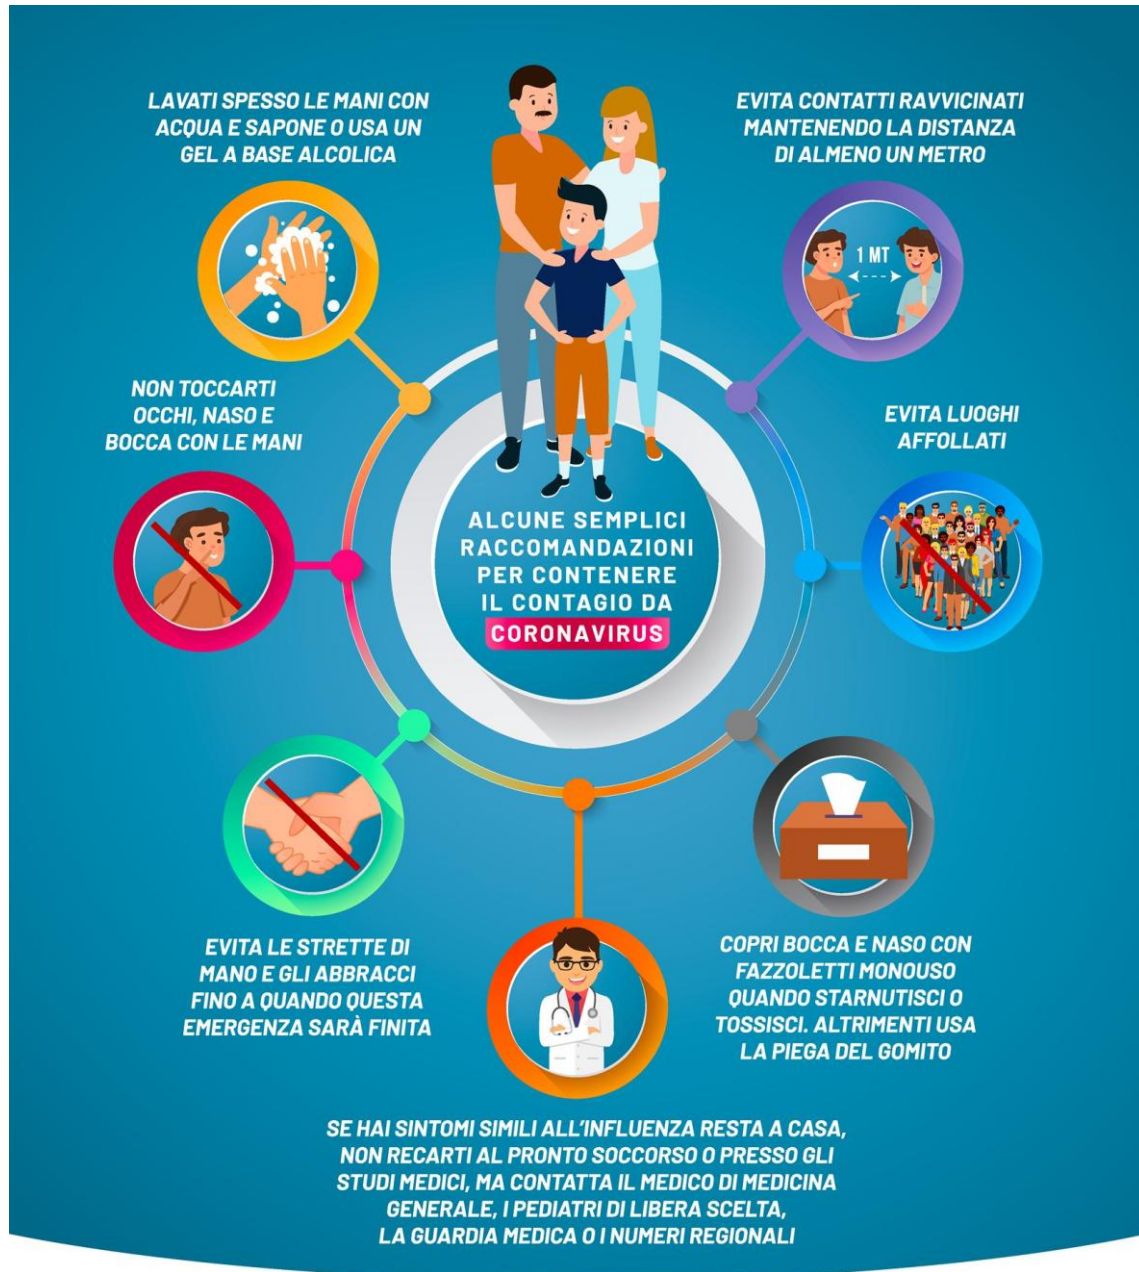 LAVATI SPESSO LE MANI CON
ACQUA E SAPONE O USA UN
GEL A BASE ALCOLICA
EVITA CONTATTI RAVVICINATI
MANTENENDO LA DISTANZA
DI ALMENO UN METRO
1 MT
NON TOCCARTI
OCCHI, NASO E
BOCCA CON LE MANI
EVITA LUOGHI
AFFOLLATI
ALCUNE SEMPLICI
RACCOMANDAZIONI
PER CONTENERE
IL CONTAGIO DA
CORONAVIRUS
EVITA LE STRETTE DI
MANO E GLI ABBRACCI
FINO A QUANDO QUESTA
EMERGENZA SARÀ FINITA
COPRI BOCCA E NASO CON
FAZZOLETTI MONOUSO
QUANDO STARNUTISCI O
TOSSISCI. ALTRIMENTI USA
LA PIEGA DEL GOMITO
SE HAI SINTOMI SIMILI ALL'INFLUENZA RESTA A CASA,
NON RECARTI AL PRONTO SOCCORSO O PRESSO GLI
STUDI MEDICI, MA CONTATTA IL MEDICO DI MEDICINA
GENERALE, I PEDIATRI DI LIBERA SCELTA,
LA GUARDIA MEDICA O I NUMERI REGIONALI